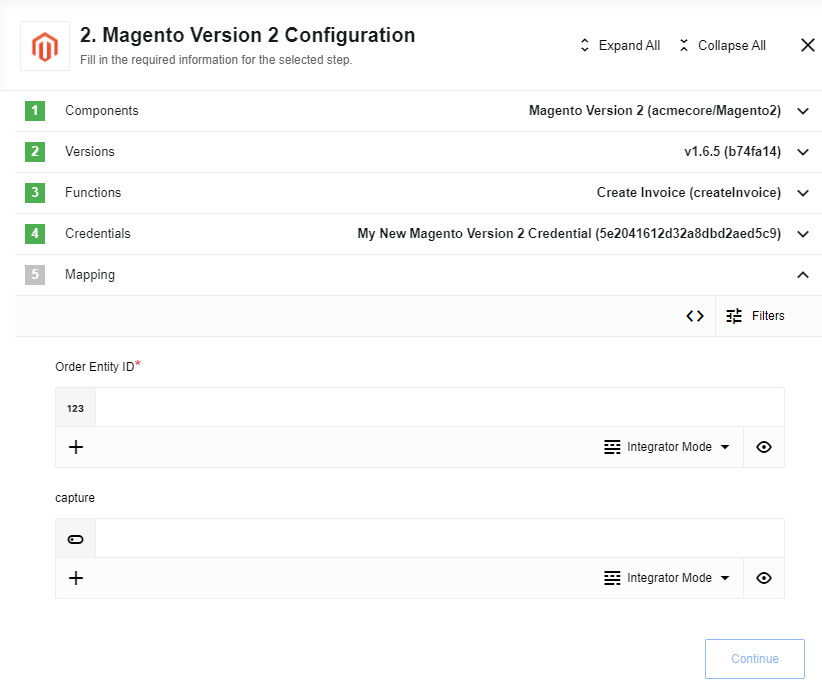 2. Magento Version 2 Configuration
Fill in the required information for the selected step.
Expand All Collapse All
1 Components Magento Version 2 (acmecore/Magento2)
2 Versions v1.6.5 (b74fa14)
3 Functions Create Invoice (createInvoice)
4 Credentials My New Magento Version 2 Credential (5e2041612d32a8dbd2aed5c9)
5 Mapping
Filters
Order Entity ID*
123
Integrator Mode
capture
Integrator Mode
Continue